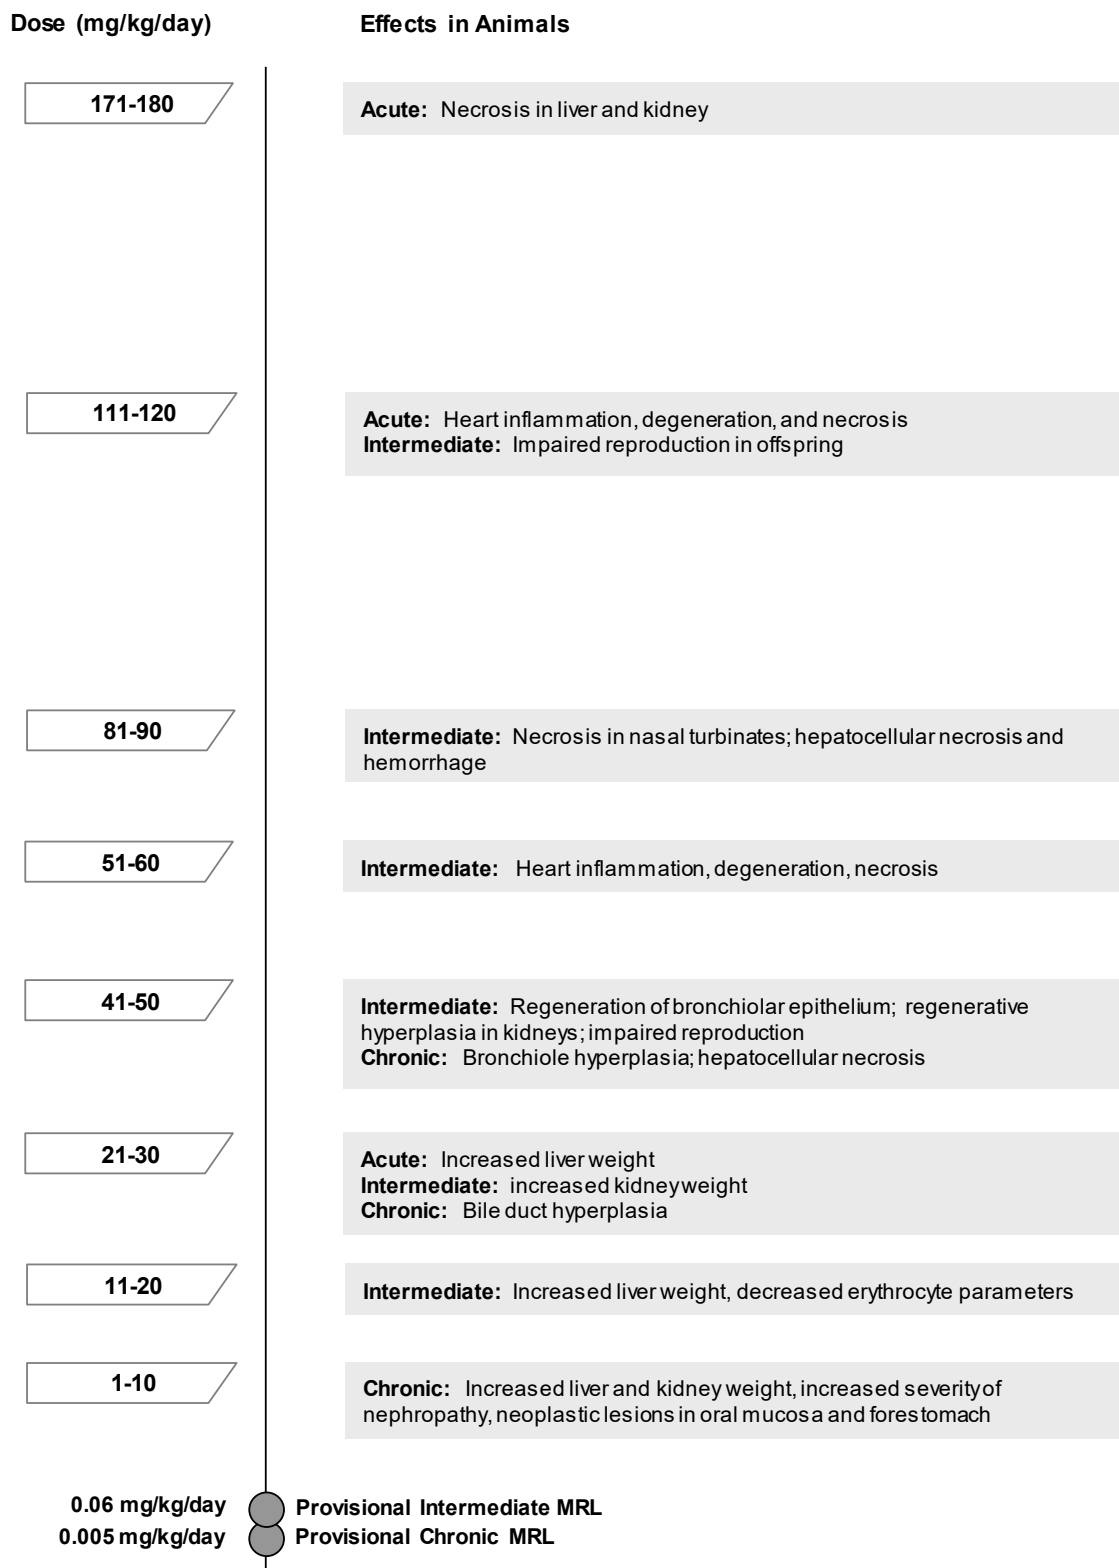 Dose (mg/kg/day) Effects in Animals
171-180
Acute: Necrosis in liver and kidney
111-120
Acute: Heart inflammation, degeneration, and necrosis
Intermediate: Impaired reproduction in offspring
81-90
Intermediate: Necrosis in nasal turbinates; hepatocellular necrosis and
hemorrhage
51-60
Intermediate: Heart inflammation, degeneration, necrosis
41-50
Intermediate: Regeneration of bronchiolar epithelium; regenerative
hyperplasia in kidneys; impaired reproduction
Chronic: Bronchiole hyperplasia; hepatocellular necrosis
21-30
Acute: Increased liver weight
Intermediate: increased kidney weight
Chronic: Bile duct hyperplasia
11-20
Intermediate: Increased liver weight, decreased erythrocyte parameters
1-10
Chronic: Increased liver and kidney weight, increased severity of
nephropathy, neoplastic lesions in oral mucosa and forestomach
0.06 mg/kg/day Provisional Intermediate MRL
0.005 mg/kg/day Provisional Chronic MRL